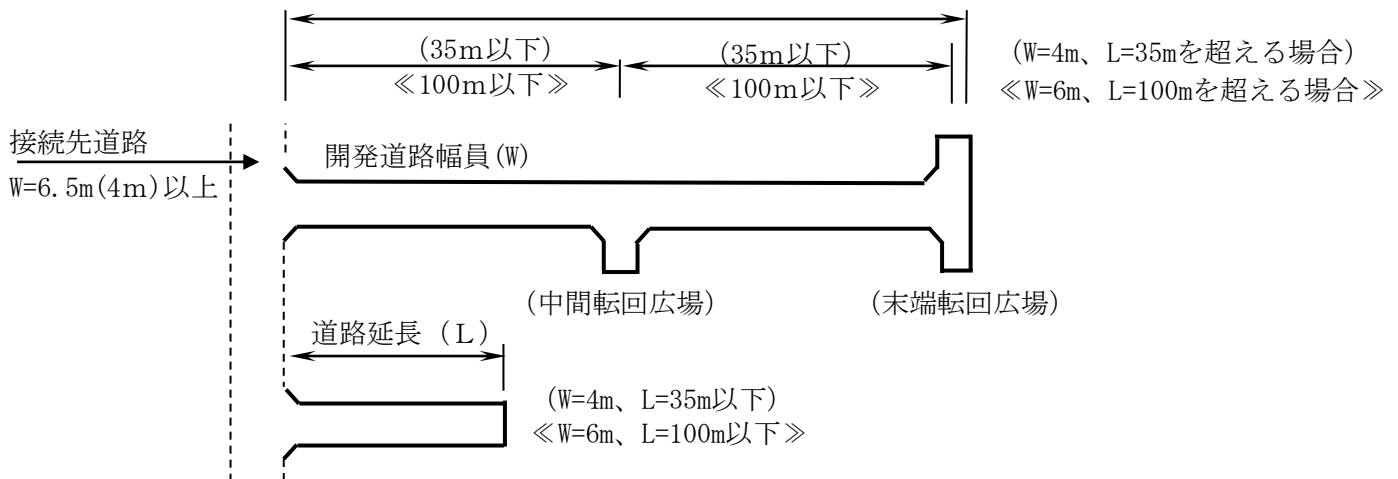 (35m以下)
(35m以下)
(W=4m、L=35mを超える場合)
≪100m以下≫
≪100m以下≫
≪W=6m、L=100mを超える場合≫
接続先道路
W=6.5m(4m)以上
開発道路幅員(W)
(中間転回広場)
(末端転回広場)
道路延長(L)
(W=4m、L=35m以下)
≪W=6m、L=100m以下≫